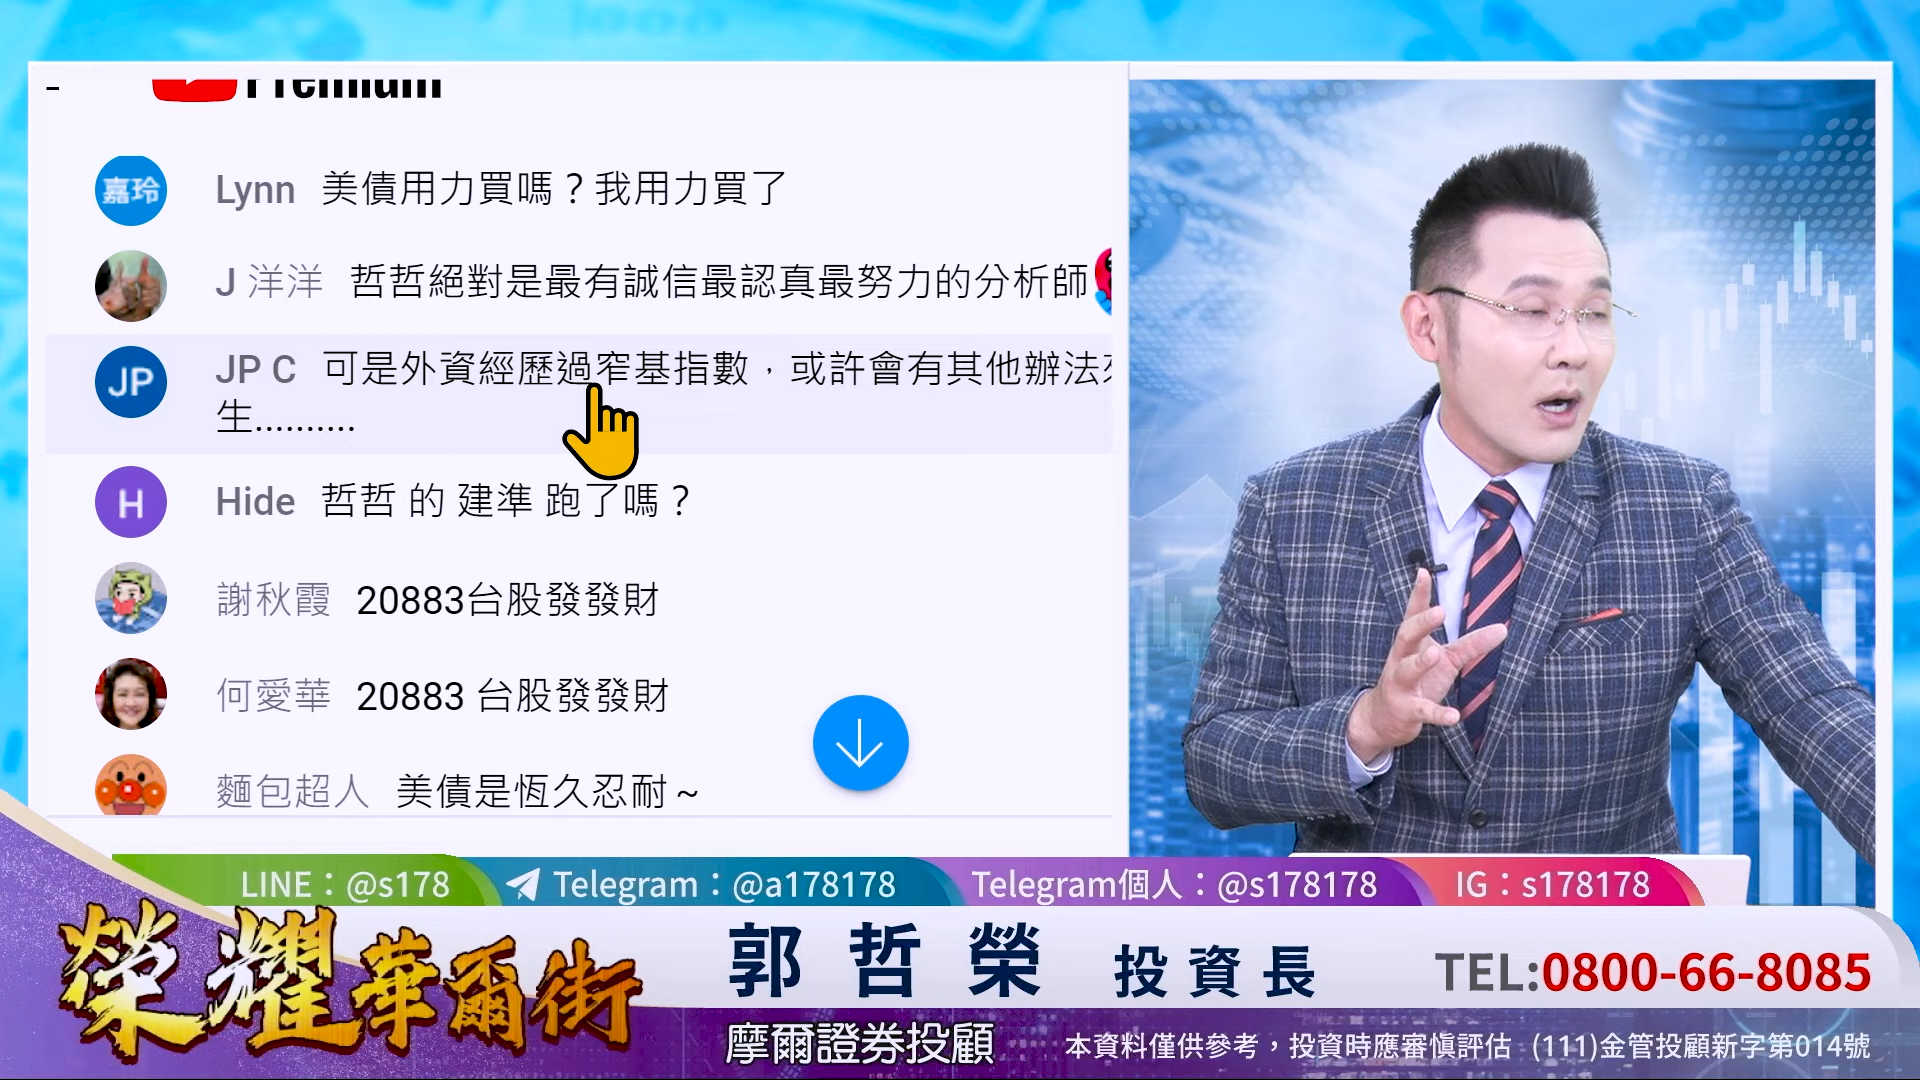 Premium
嘉玲 Lynn 美債用力買嗎？我用力買了
J 洋洋 哲哲絕對是最有誠信最認真最努力的分析師
JP JP C 可是外資經歷過窄基指數，或許會有其他辦法
生..........
H Hide 哲哲 的 建準 跑了嗎？
謝秋霞 20883台股發發財
何愛華 20883 台股發發財
麵包超人 美債是恆久忍耐～
LINE：@s178 Telegram：@a178178 Telegram個人：@s178178 IG：s178178
榮耀華爾街
郭哲榮 投資長 TEL:0800-66-8085
摩爾證券投顧 本資料僅供參考，投資時應審慎評估 (111)金管投顧新字第014號